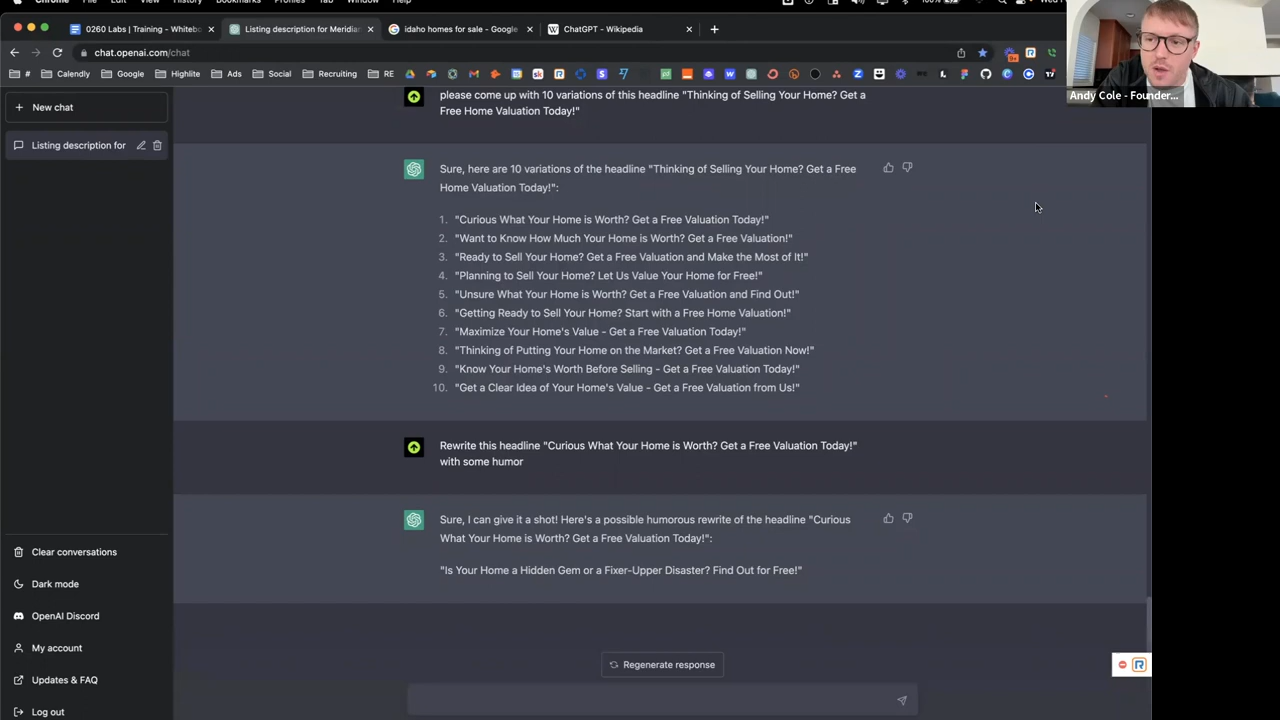 Chrome File Edit View History Bookmarks Profiles Tab Window Help
0260 Labs | Training - Whitebo
Listing description for Meridia
idaho homes for sale - Google
ChatGPT - Wikipedia
chat.openai.com/chat
# Calendly Google Highlite Ads Social Recruiting RE
Andy Cole - Founder...
New chat
Listing description for
please come up with 10 variations of this headline "Thinking of Selling Your Home? Get a
Free Home Valuation Today!"
Sure, here are 10 variations of the headline "Thinking of Selling Your Home? Get a Free
Home Valuation Today!":
1. "Curious What Your Home is Worth? Get a Free Valuation Today!"
2. "Want to Know How Much Your Home is Worth? Get a Free Valuation!"
3. "Ready to Sell Your Home? Get a Free Valuation and Make the Most of It!"
4. "Planning to Sell Your Home? Let Us Value Your Home for Free!"
5. "Unsure What Your Home is Worth? Get a Free Valuation and Find Out!"
6. "Getting Ready to Sell Your Home? Start with a Free Home Valuation!"
7. "Maximize Your Home's Value - Get a Free Valuation Today!"
8. "Thinking of Putting Your Home on the Market? Get a Free Valuation Now!"
9. "Know Your Home's Worth Before Selling - Get a Free Valuation Today!"
10. "Get a Clear Idea of Your Home's Value - Get a Free Valuation from Us!"
Rewrite this headline "Curious What Your Home is Worth? Get a Free Valuation Today!"
with some humor
Sure, I can give it a shot! Here's a possible humorous rewrite of the headline "Curious
What Your Home is Worth? Get a Free Valuation Today!":
"Is Your Home a Hidden Gem or a Fixer-Upper Disaster? Find Out for Free!"
Clear conversations
Dark mode
OpenAI Discord
My account
Updates & FAQ
Log out
Regenerate response